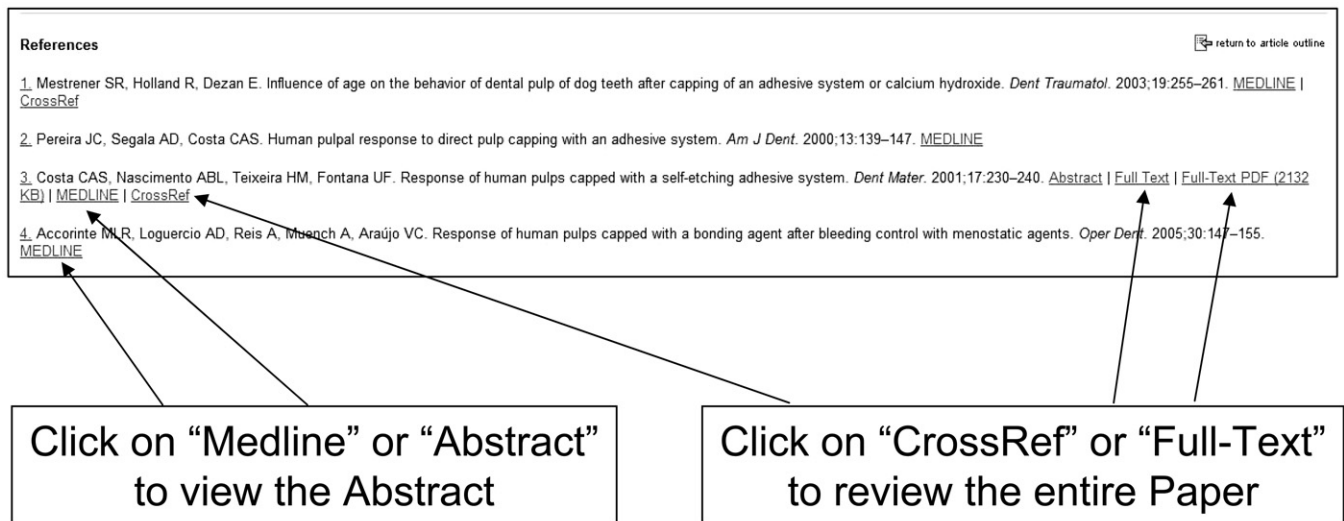 References
return to article outline
1. Mestrener SR, Holland R, Dezan E. Influence of age on the behavior of dental pulp of dog teeth after capping of an adhesive system or calcium hydroxide. Dent Traumatol. 2003;19:255–261. MEDLINE |
CrossRef
2. Pereira JC, Segala AD, Costa CAS. Human pulpal response to direct pulp capping with an adhesive system. Am J Dent. 2000;13:139–147. MEDLINE
3. Costa CAS, Nascimento ABL, Teixeira HM, Fontana UF. Response of human pulps capped with a self-etching adhesive system. Dent Mater. 2001;17:230–240. Abstract | Full Text | Full-Text PDF (2132
KB) | MEDLINE | CrossRef
4. Accorinte MLR, Loguercio AD, Reis A, Muench A, Araújo VC. Response of human pulps capped with a bonding agent after bleeding control with menostatic agents. Oper Dent. 2005;30:147–155.
MEDLINE
Click on “Medline” or “Abstract”
to view the Abstract
Click on “CrossRef” or “Full-Text”
to review the entire Paper